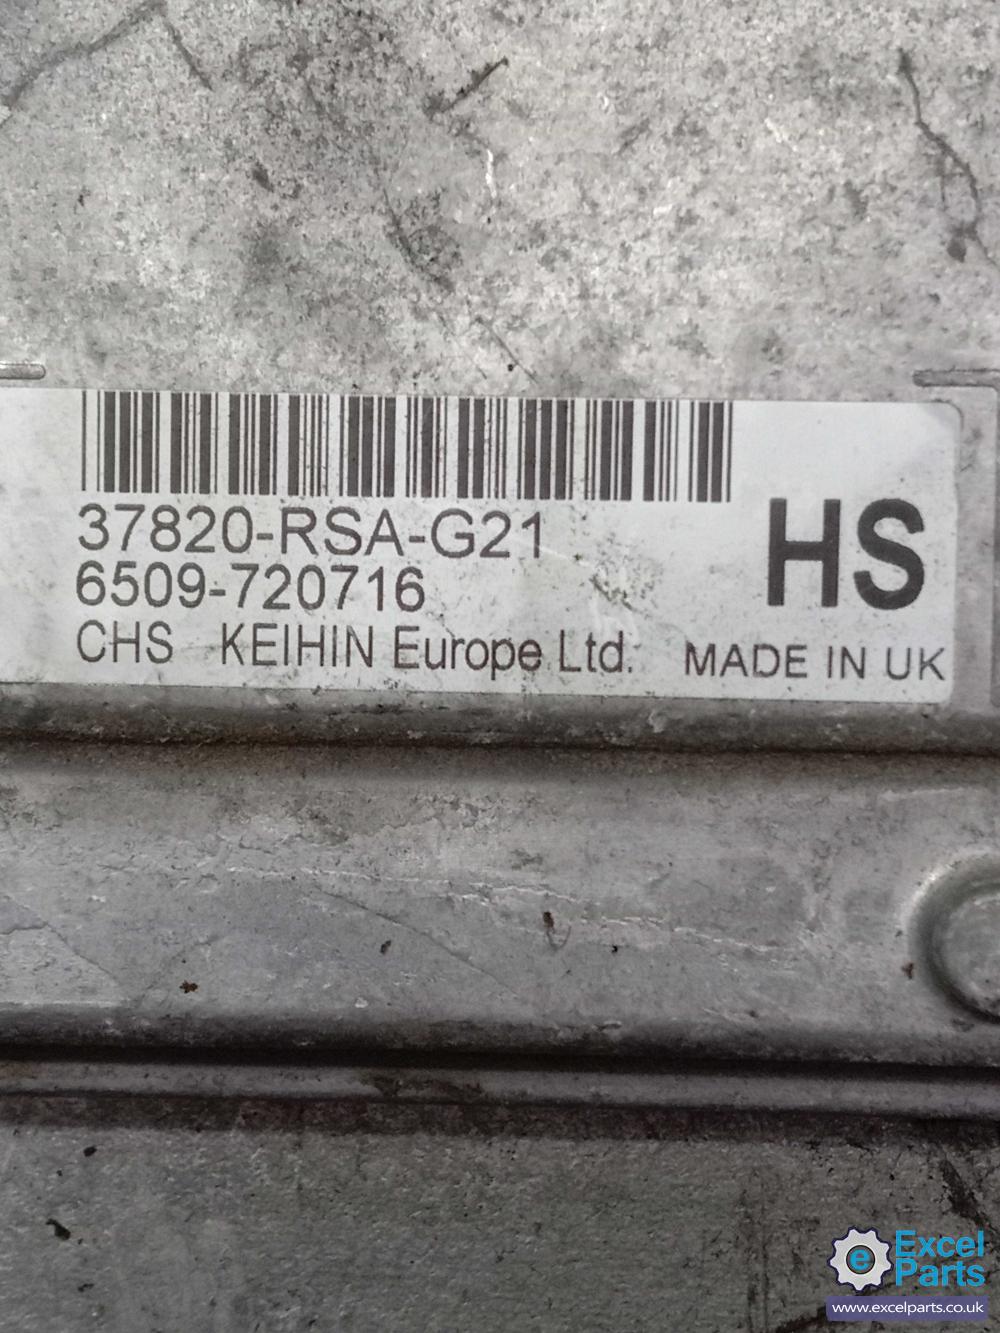 37820-RSA-G21
6509-720716
HS
CHS KEIHIN Europe Ltd. MADE IN UK
e Excel
Parts
www.excelparts.co.uk